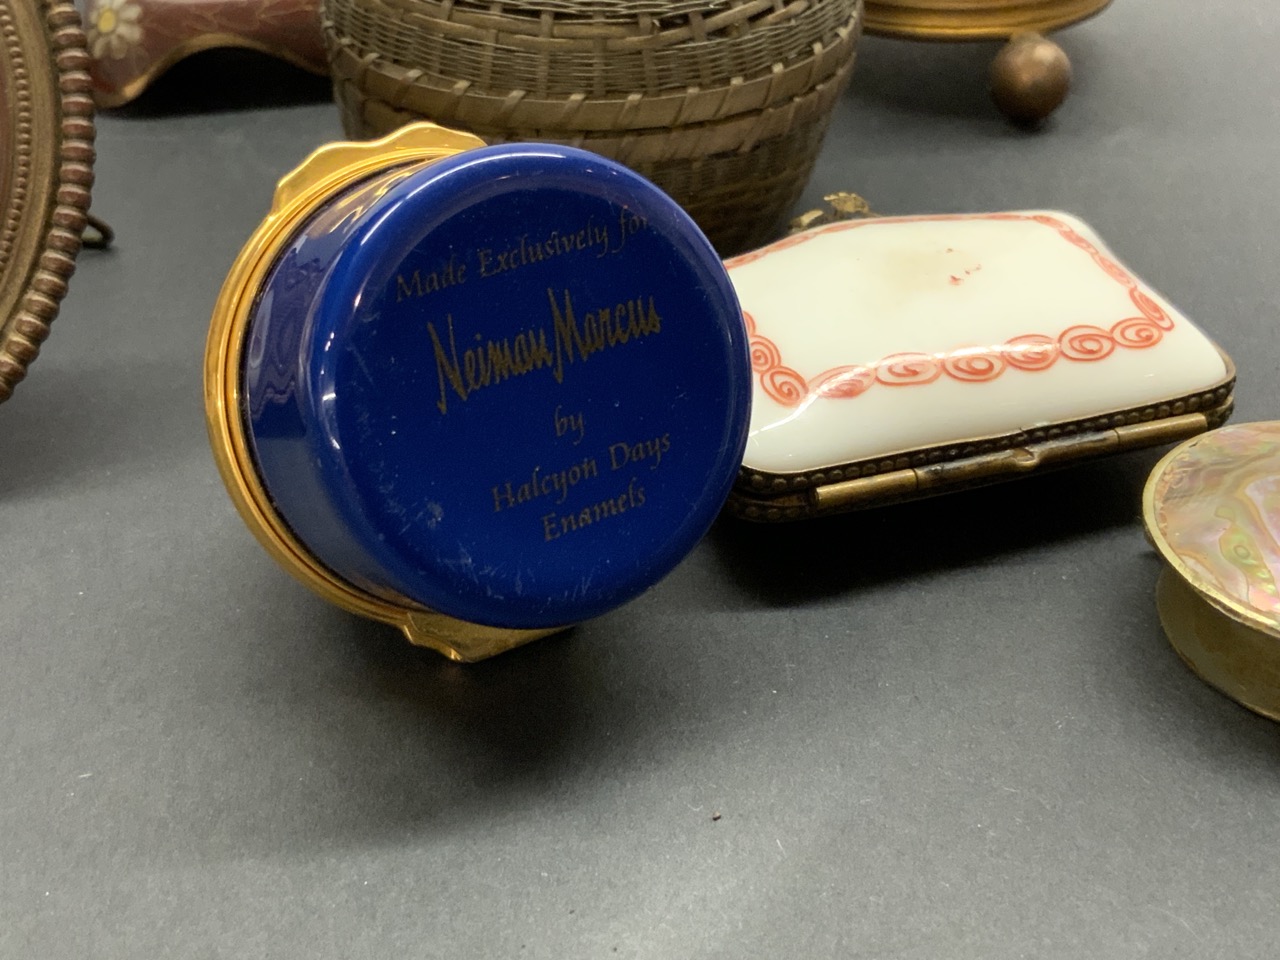 Made Exclusively for
Neiman Marcus
by
Halcyon Days
Enamels